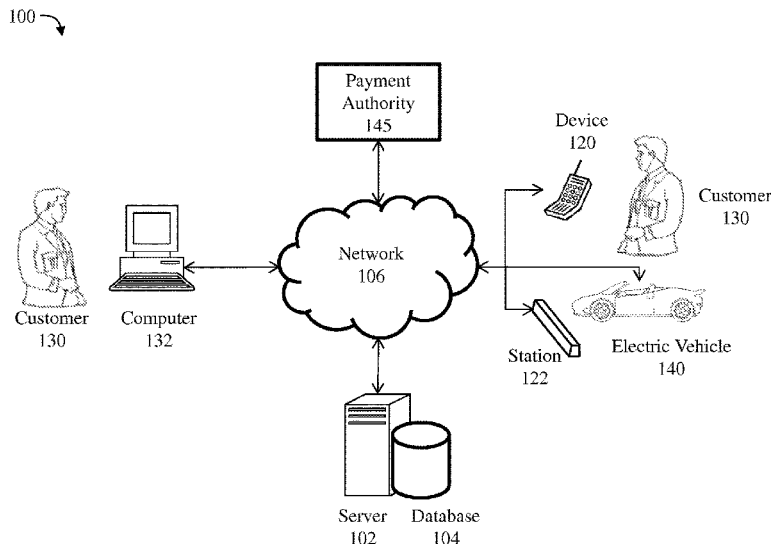 100
Payment
Authority
145
Device
120
Customer
130
Network
106
Customer
130
Computer
132
Station
122
Electric Vehicle
140
Server
102
Database
104